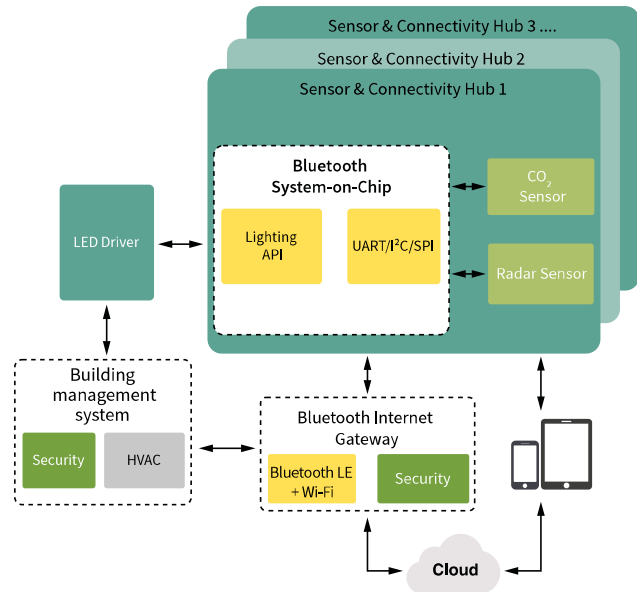 Sensor & Connectivity Hub 3 ....
Sensor & Connectivity Hub 2
Sensor & Connectivity Hub 1
Bluetooth
System-on-Chip
Lighting
API
UART/I²C/SPI
CO₂
Sensor
Radar Sensor
LED Driver
Building
management
system
Security
HVAC
Bluetooth Internet
Gateway
Bluetooth LE
+ Wi-Fi
Security
Cloud